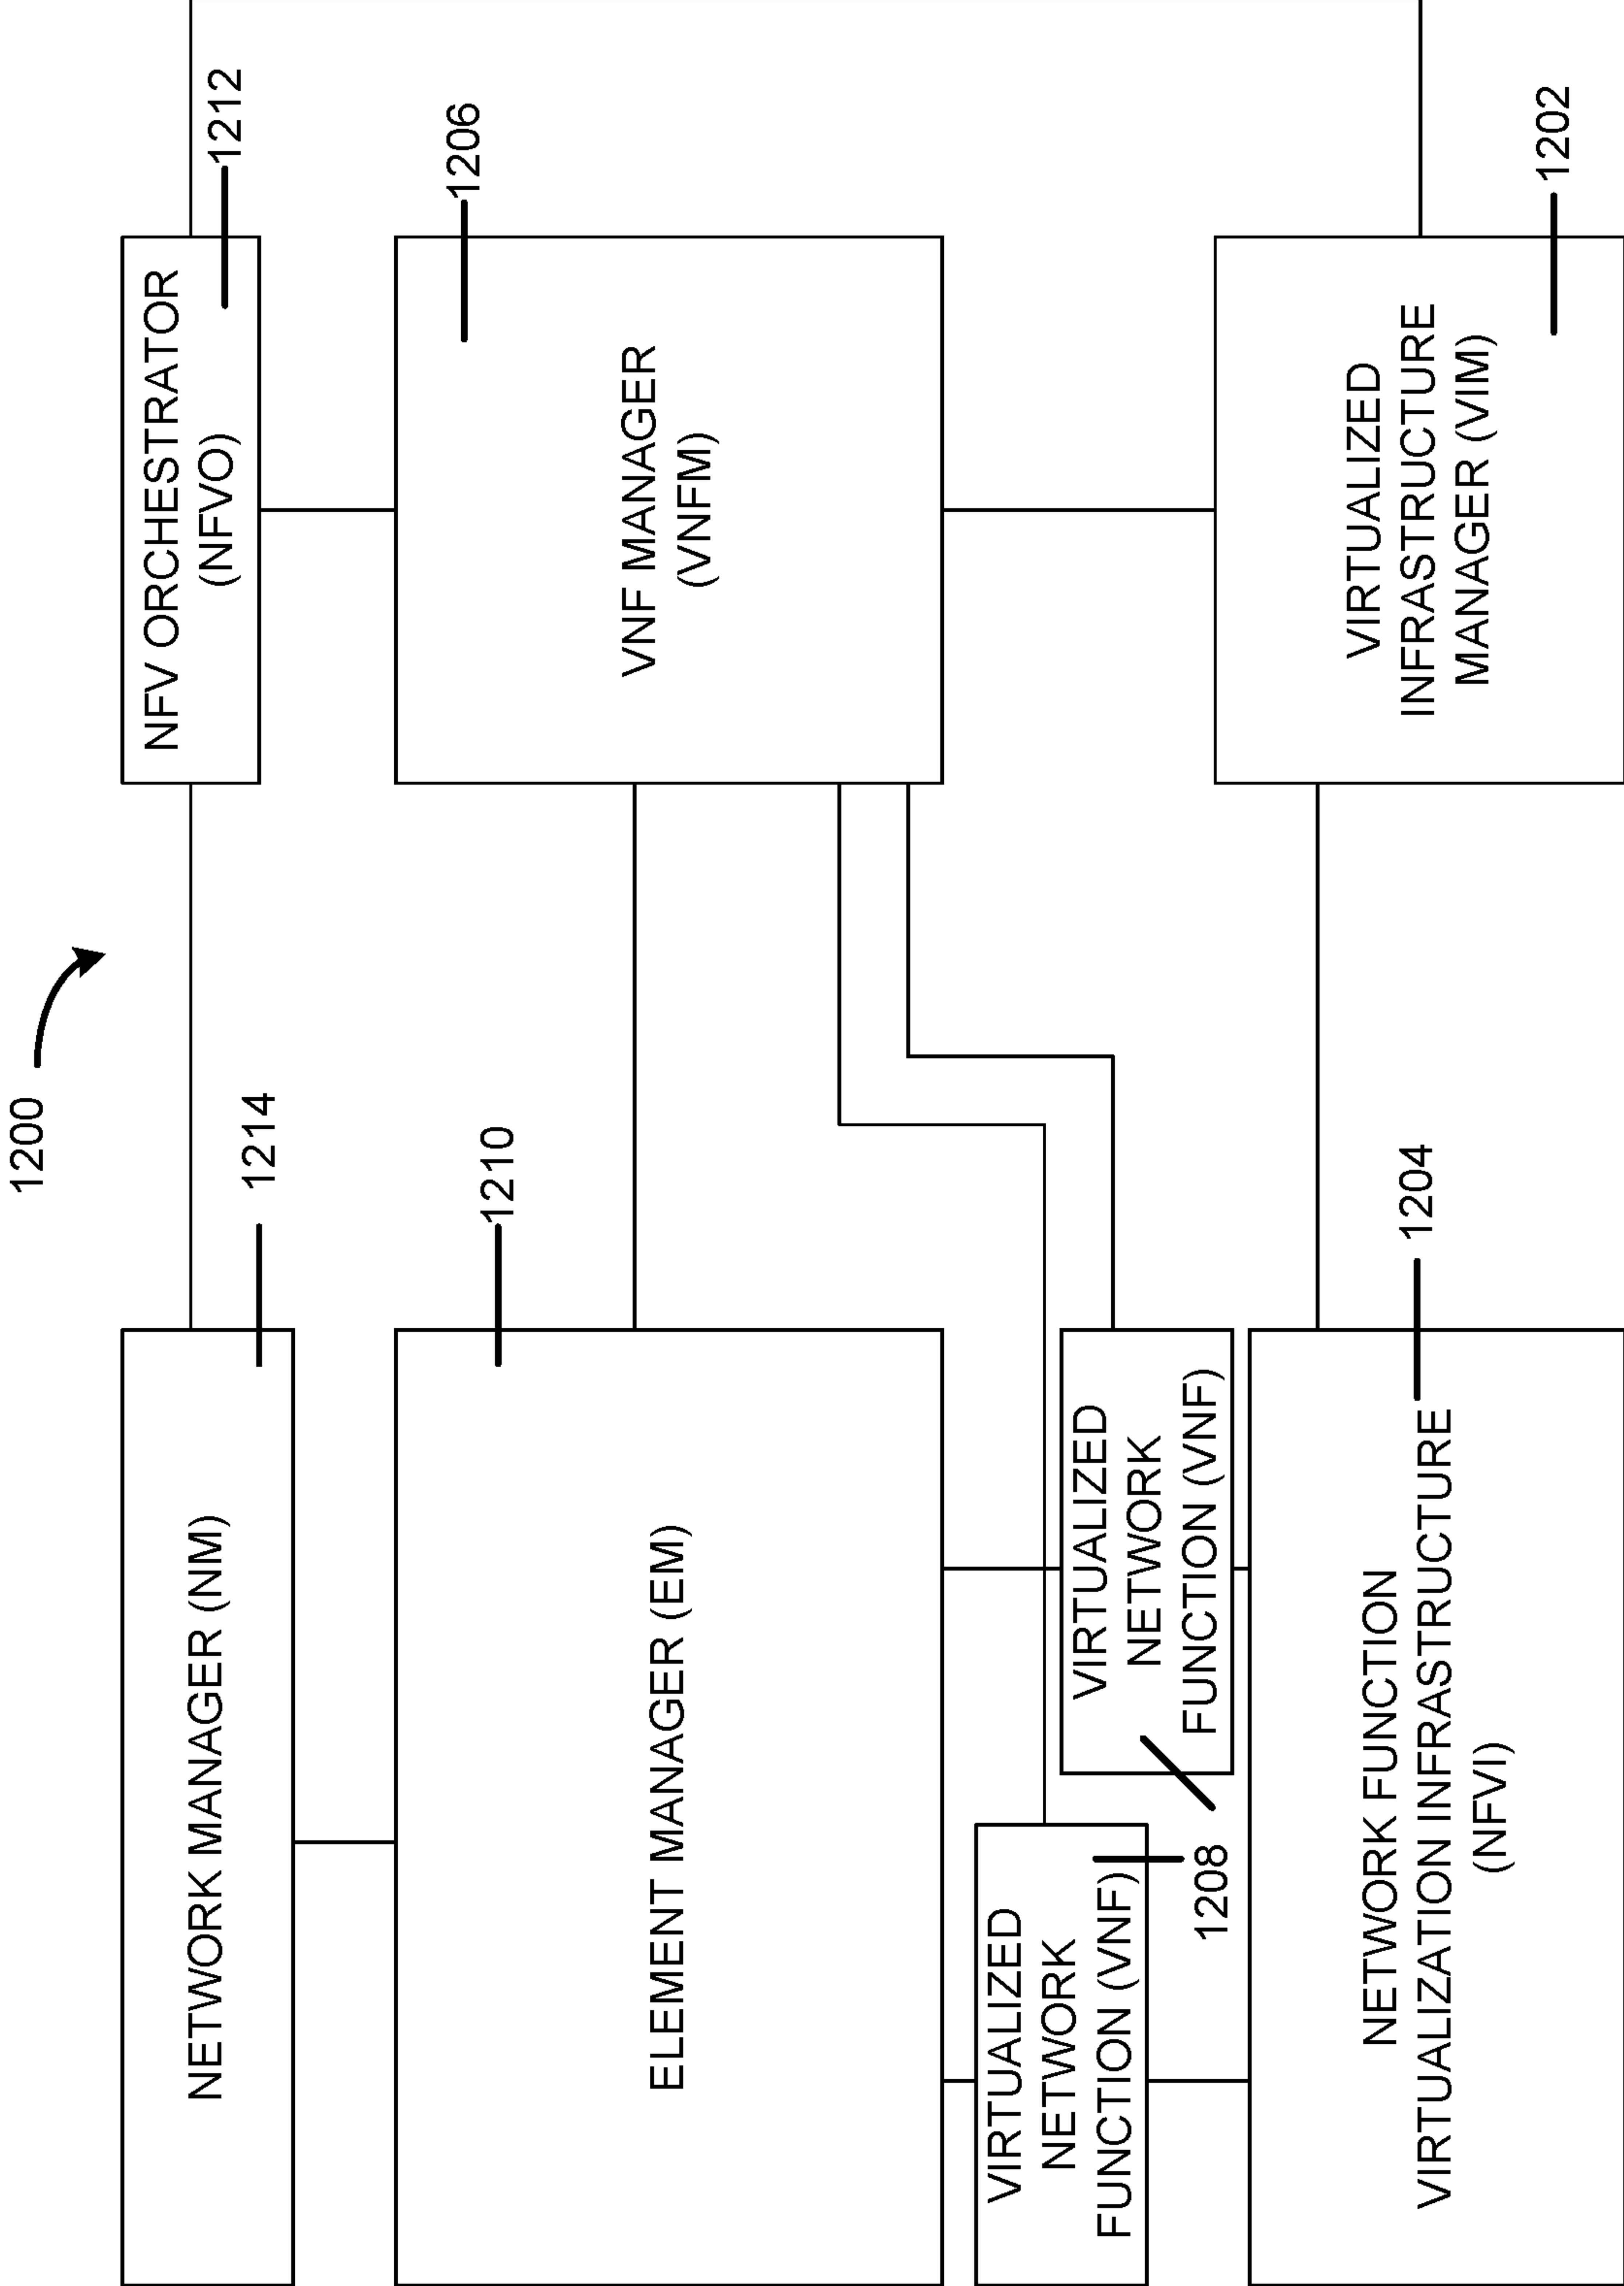 1200
NETWORK MANAGER (NM)
1214
NFV ORCHESTRATOR
(NFVO)
1212
ELEMENT MANAGER (EM)
1210
VNF MANAGER
(VNFM)
1206
VIRTUALIZED
NETWORK
FUNCTION (VNF)
1208
VIRTUALIZED
NETWORK
FUNCTION (VNF)
NETWORK FUNCTION
VIRTUALIZATION INFRASTRUCTURE
(NFVI)
1204
VIRTUALIZED
INFRASTRUCTURE
MANAGER (VIM)
1202